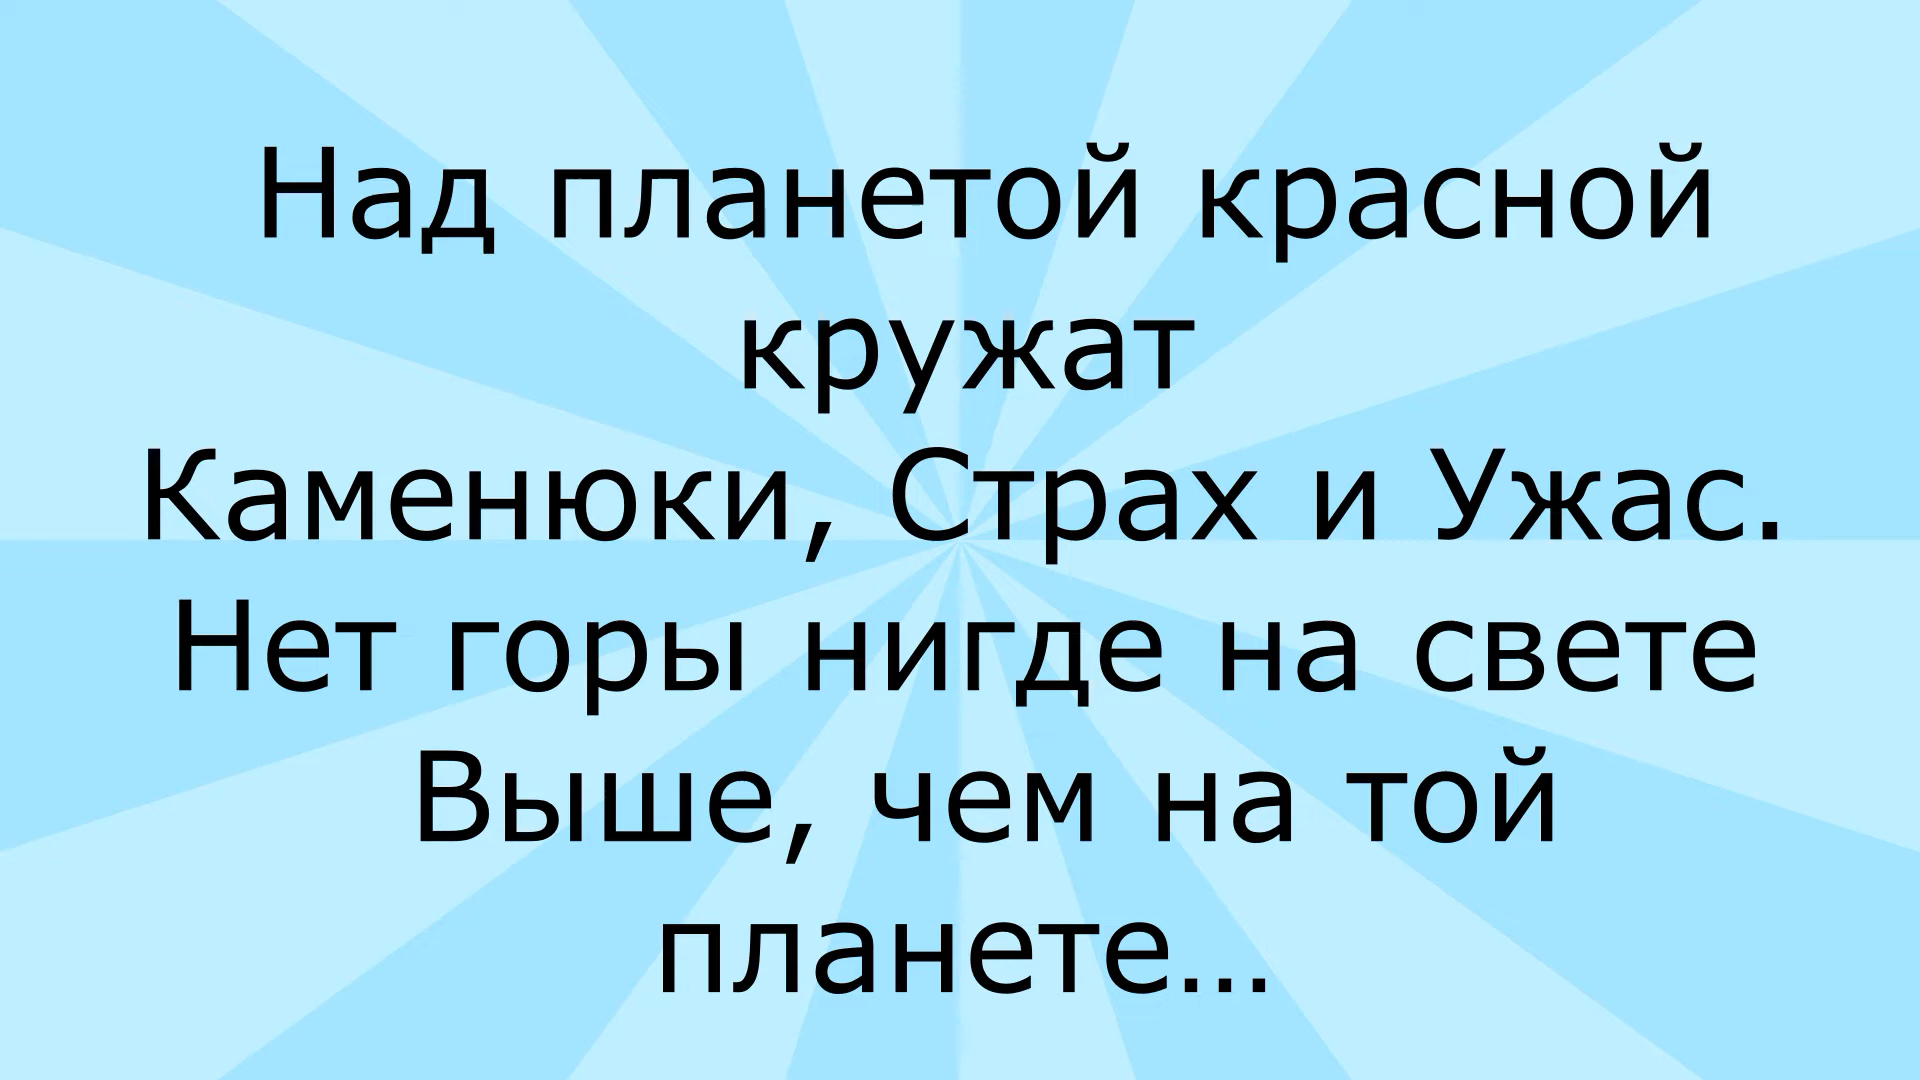 Над планетой красной
кружат
Каменюки, Страх и Ужас.
Нет горы нигде на свете
Выше, чем на той
планете…